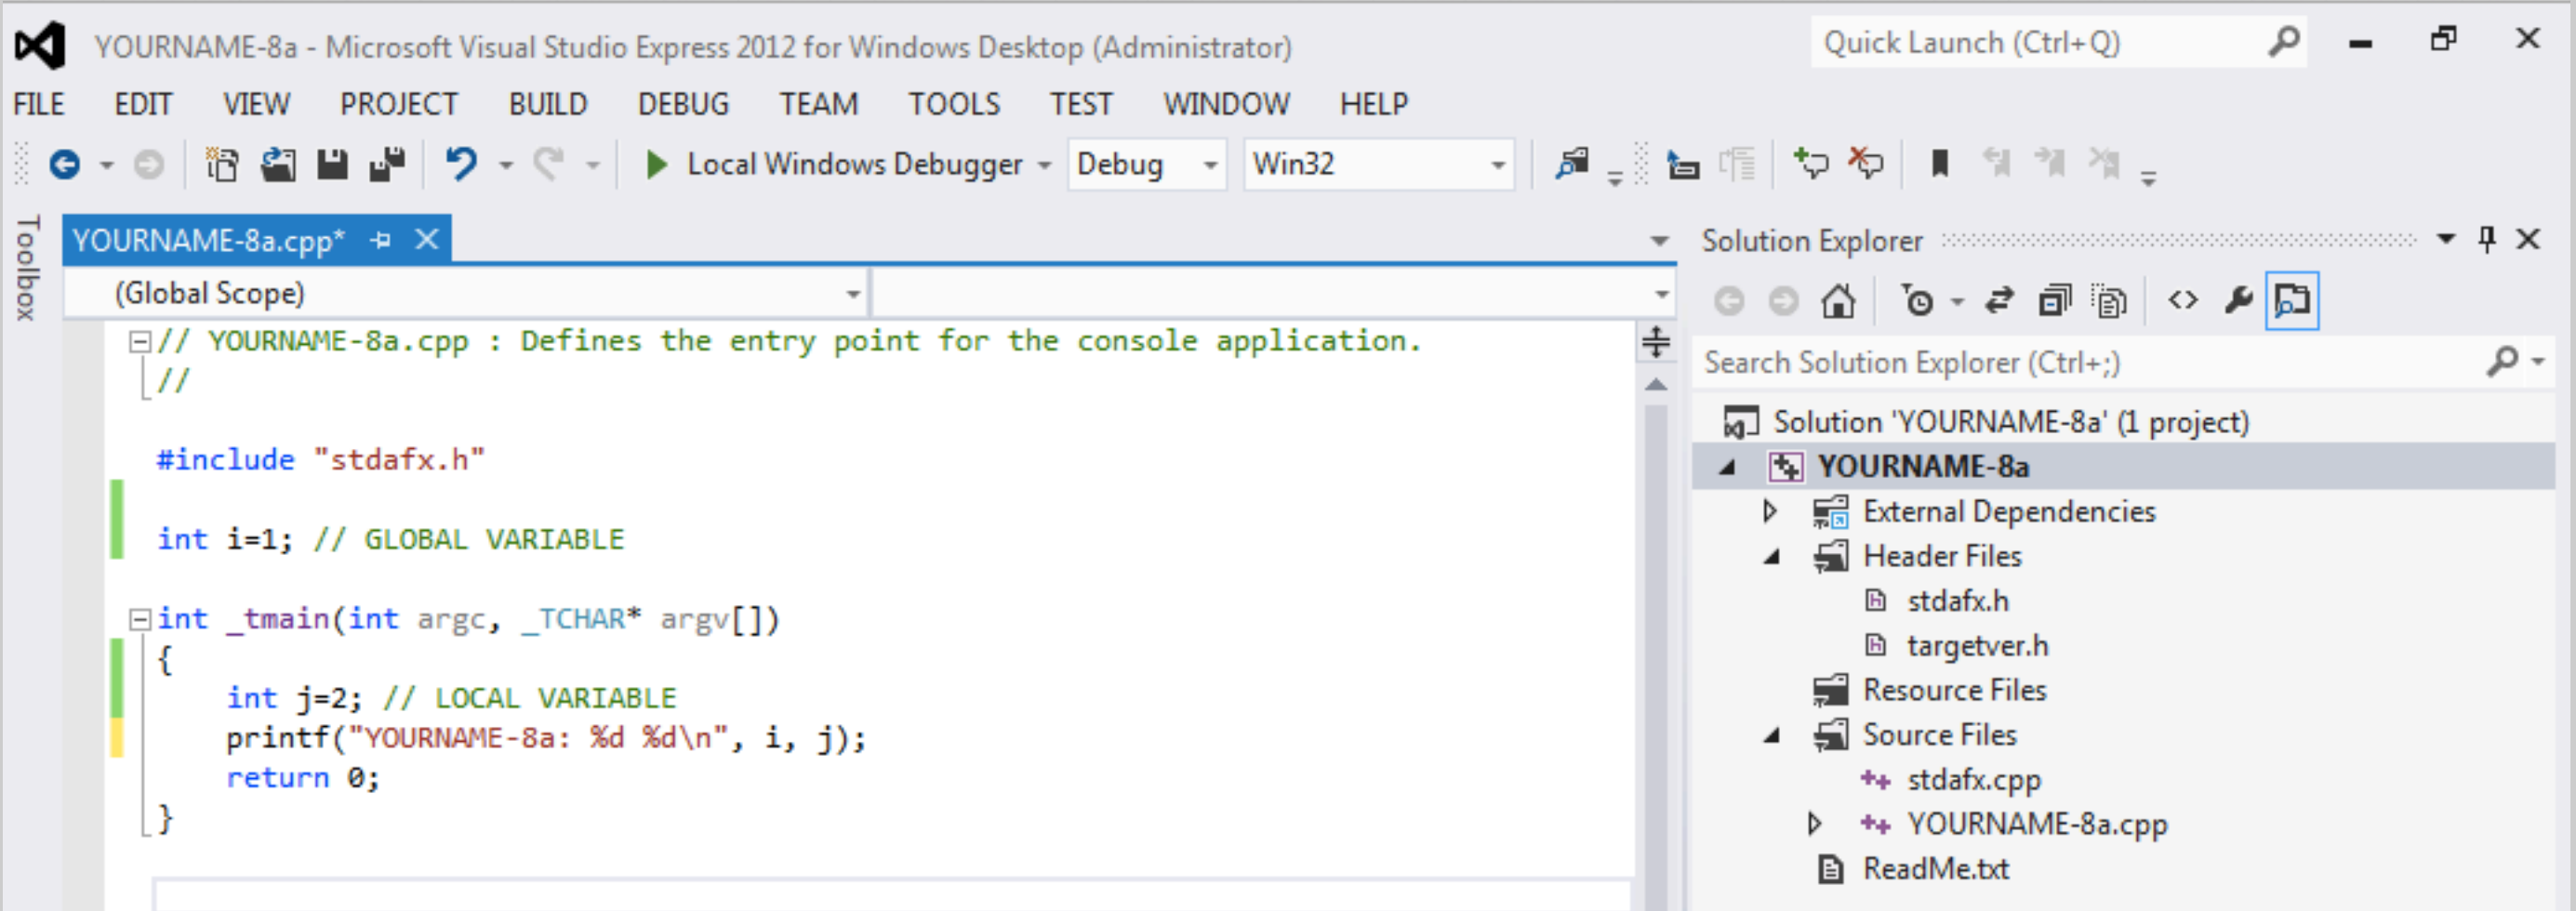 YOURNAME-8a - Microsoft Visual Studio Express 2012 for Windows Desktop (Administrator)
Quick Launch (Ctrl+Q)
FILE EDIT VIEW PROJECT BUILD DEBUG TEAM TOOLS TEST WINDOW HELP
Local Windows Debugger Debug Win32
Toolbox
YOURNAME-8a.cpp*
(Global Scope)
// YOURNAME-8a.cpp : Defines the entry point for the console application.
//
#include "stdafx.h"
int i=1; // GLOBAL VARIABLE
int _tmain(int argc, _TCHAR* argv[])
{
int j=2; // LOCAL VARIABLE
printf("YOURNAME-8a: %d %d\n", i, j);
return 0;
}
Solution Explorer
Search Solution Explorer (Ctrl+;)
Solution 'YOURNAME-8a' (1 project)
YOURNAME-8a
External Dependencies
Header Files
stdafx.h
targetver.h
Resource Files
Source Files
stdafx.cpp
YOURNAME-8a.cpp
ReadMe.txt